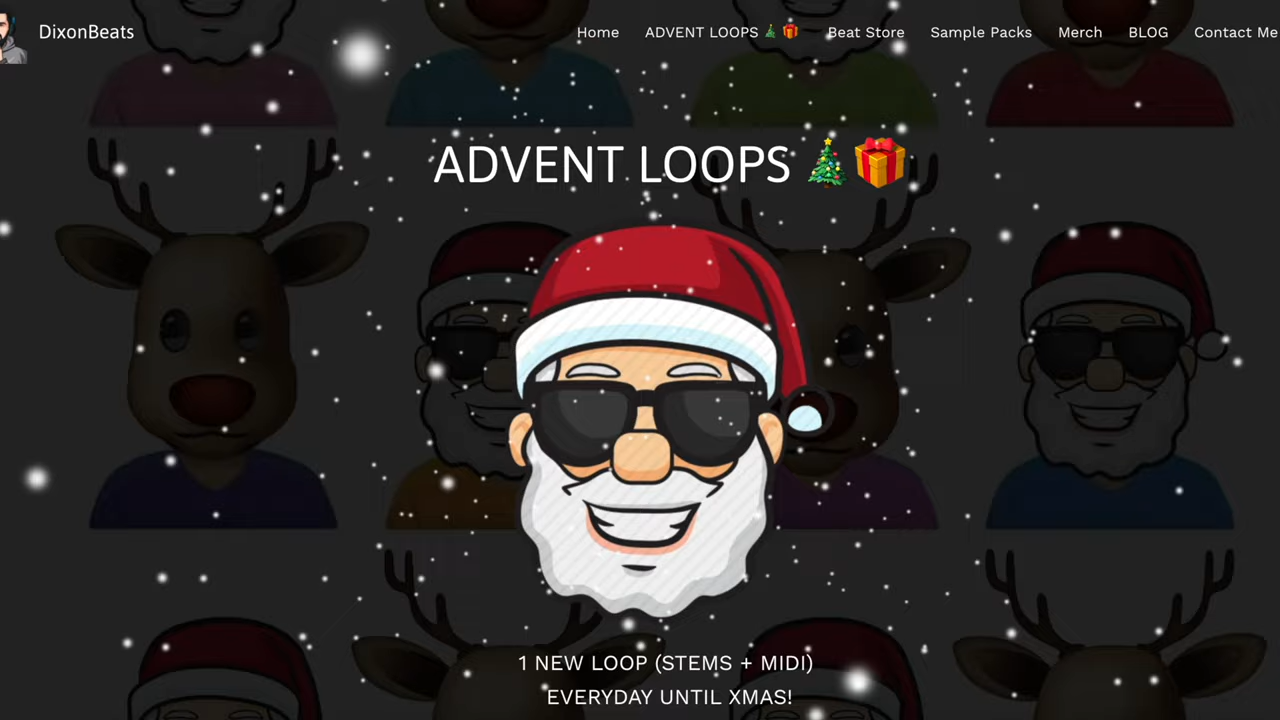 DixonBeats
Home ADVENT LOOPS 🎄 🎁 Beat Store Sample Packs Merch BLOG Contact Me
ADVENT LOOPS 🎄🎁
1 NEW LOOP (STEMS + MIDI)
EVERYDAY UNTIL XMAS!